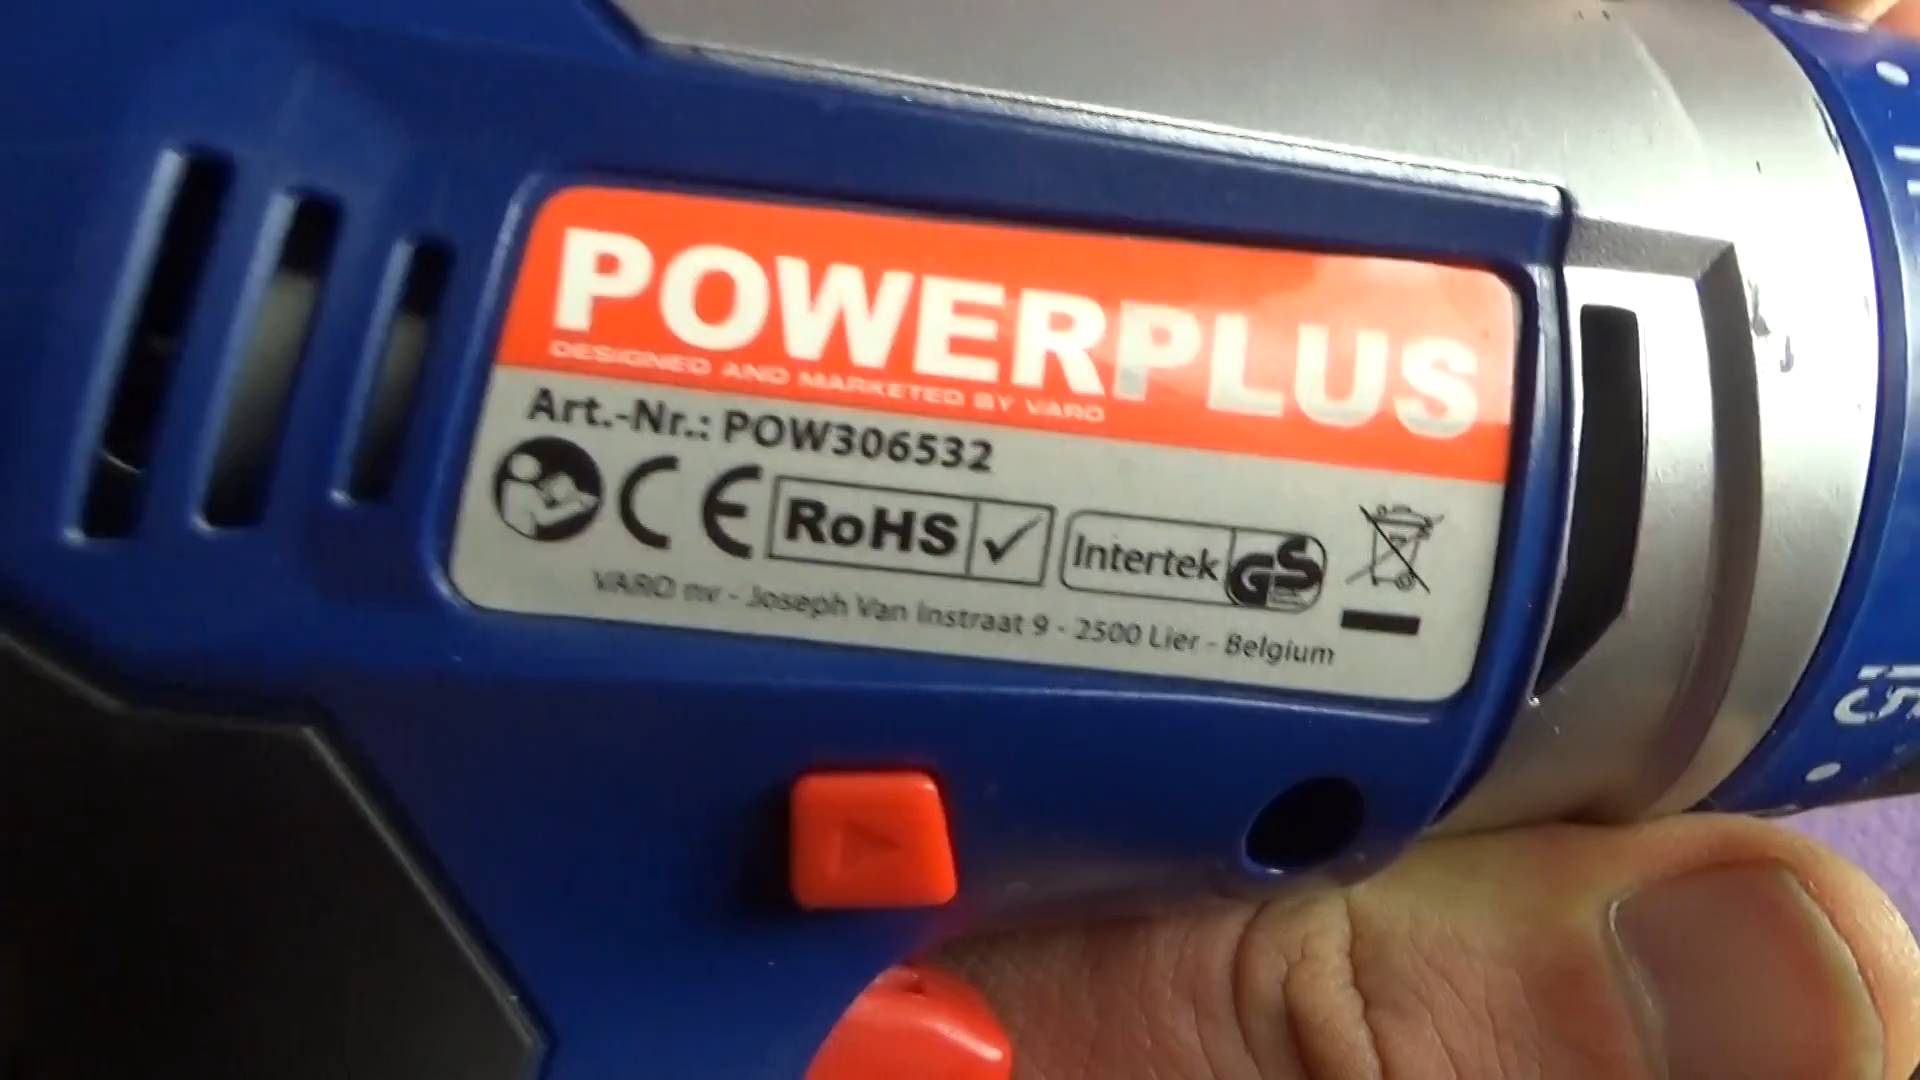 POWERPLUS
DESIGNED AND MARKETED BY VARO
Art.-Nr.: POW306532
CE RoHS ✓ Intertek GS
VARO nv - Joseph Van Instraat 9 - 2500 Lier - Belgium